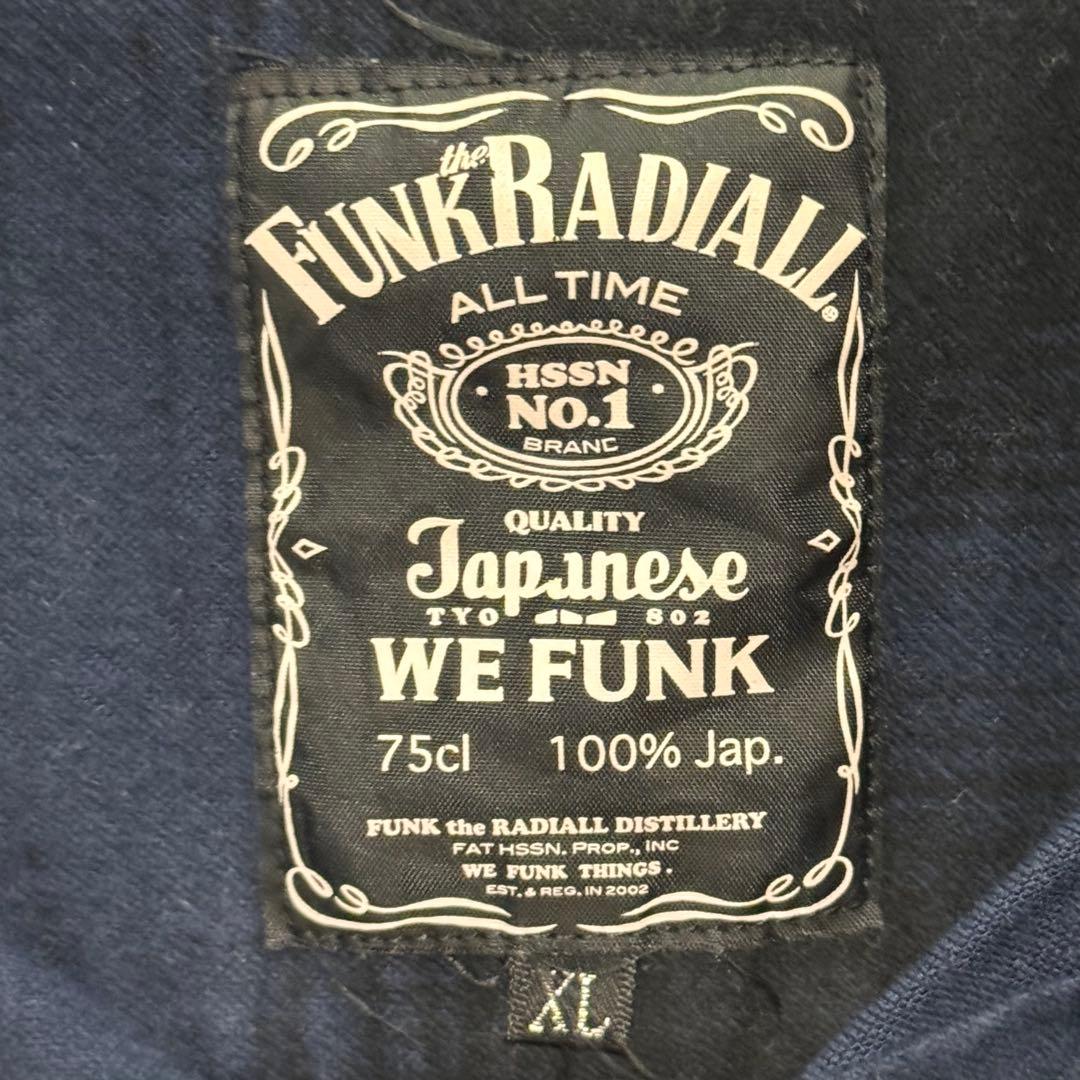 FUNK the RADIALL®
ALL TIME
· HSSN ·
NO.1
BRANC
QUALITY
Japanese
TYO 802
WE FUNK
75cl 100% Jap.
FUNK the RADIALL DISTILLERY
FAT HSSN. PROP., INC
WE FUNK THINGS.
EST. & REG. IN 2002
XL